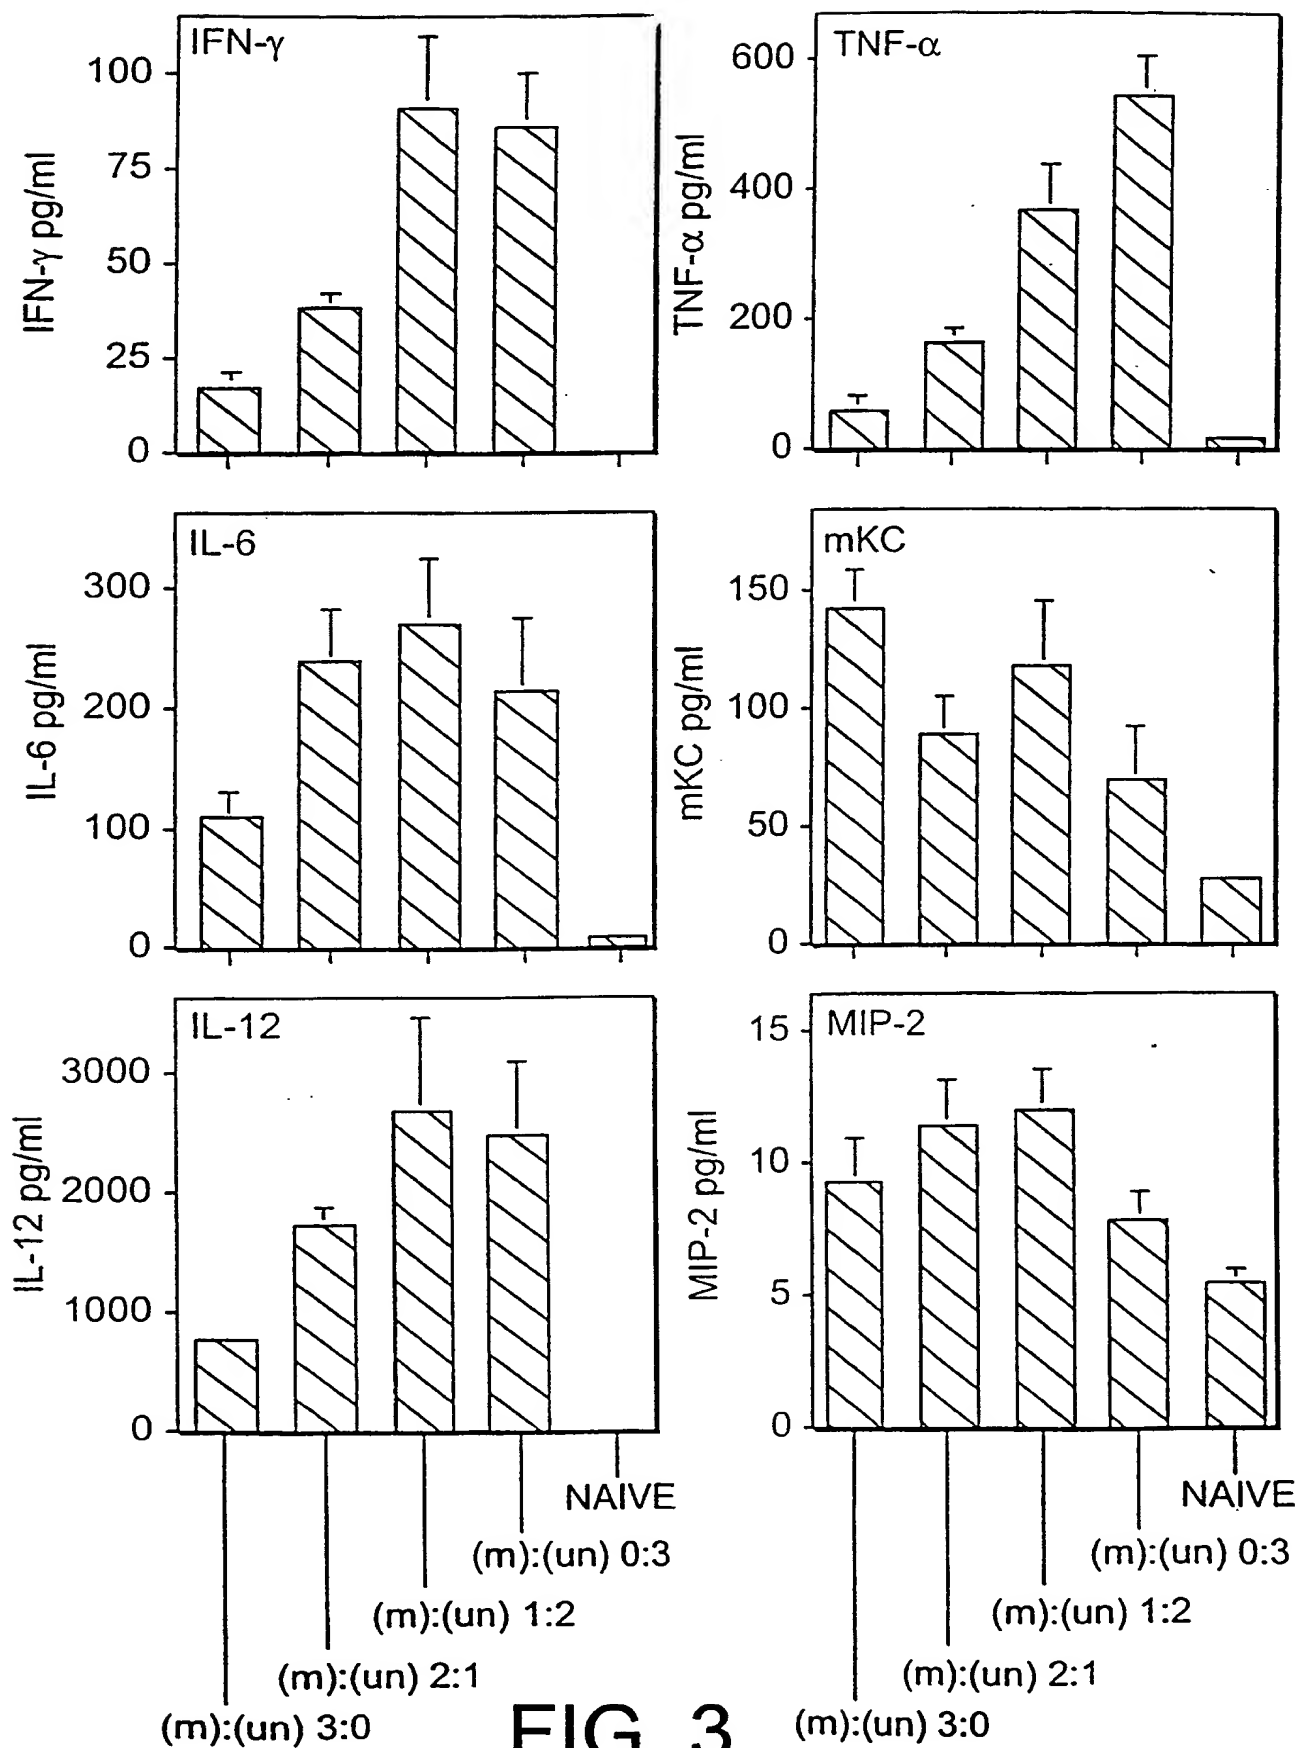 IFN-γ
100
75
50
25
0
IFN-γ pg/ml
TNF-α
600
400
200
0
TNF-α pg/ml
IL-6
300
200
100
0
IL-6 pg/ml
mKC
150
100
50
0
mKC pg/ml
IL-12
3000
2000
1000
0
IL-12 pg/ml
MIP-2
15
10
5
0
MIP-2 pg/ml
NAIVE
(m):(un) 0:3
(m):(un) 1:2
(m):(un) 2:1
(m):(un) 3:0
NAIVE
(m):(un) 0:3
(m):(un) 1:2
(m):(un) 2:1
(m):(un) 3:0
FIG. 3